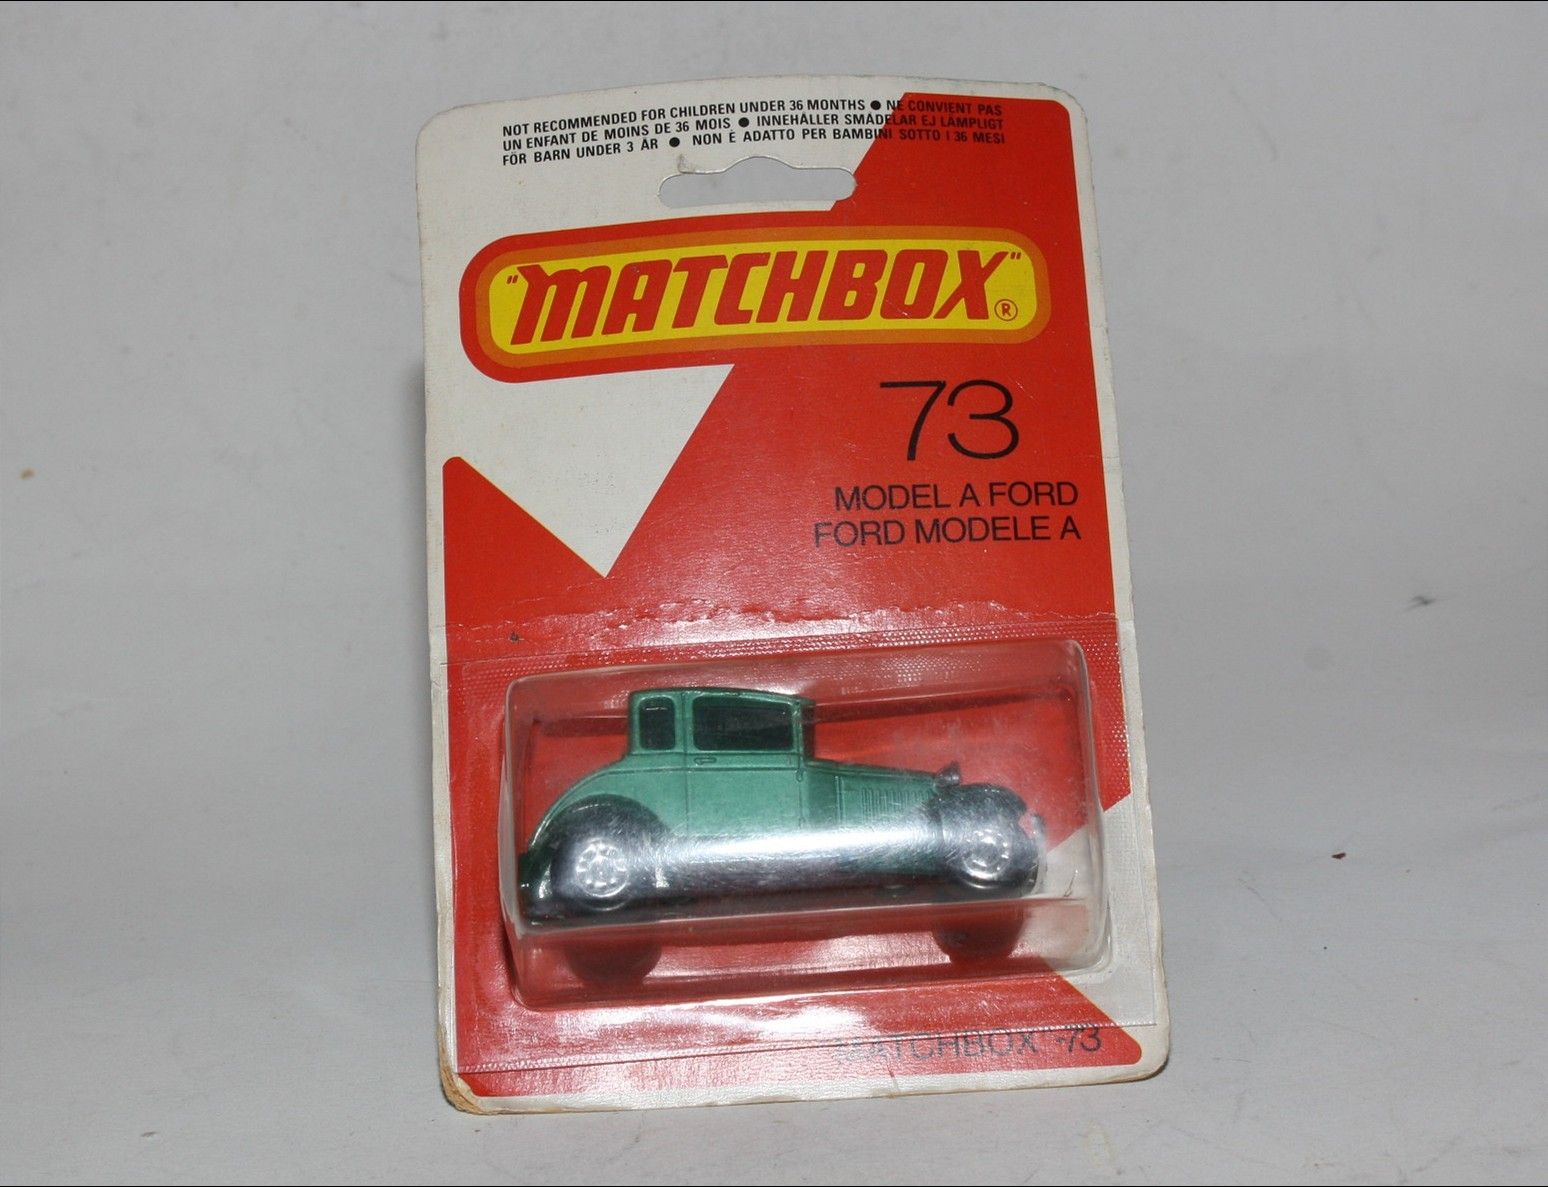 NOT RECOMMENDED FOR CHILDREN UNDER 36 MONTHS ● NE CONVIENT PAS
UN ENFANT DE MOINS DE 36 MOIS ● INNEHÅLLER SMÅDELAR EJ LÄMPLIGT
FÖR BARN UNDER 3 ÅR ● NON È ADATTO PER BAMBINI SOTTO I 36 MESI
"MATCHBOX"®
73
MODEL A FORD
FORD MODELE A
"MATCHBOX" 73